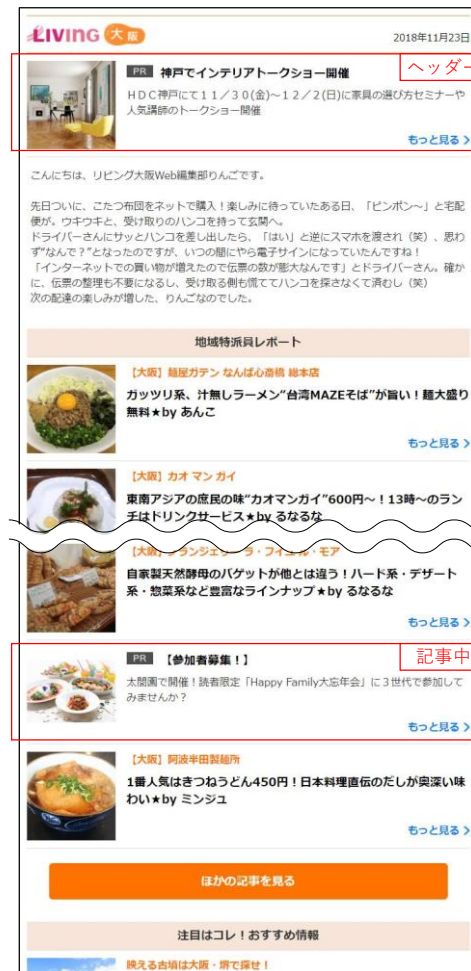 LIVING 大阪
2018年11月23日
ヘッダー
PR 神戸でインテリアトークショー開催
HDC神戸にて11／30(金)～12／2(日)に家具の選び方セミナーや
人気講師のトークショー開催
もっと見る >
こんにちは、リビング大阪Web編集部りんごです。
先日ついに、こたつ布団をネットで購入！楽しみに待っていたある日、「ピンポン～」と宅配
便が。ウキウキと、受け取りのハンコを持って玄関へ。
ドライバーさんにサッとハンコを差し出したら、「はい」と逆にスマホを渡され（笑）、思わ
ず“なんで？”となったのですが、いつの間にやら電子サインになっていたんですね！
「インターネットでの買い物が増えたので伝票の数が膨大なんです」とドライバーさん。確か
に、伝票の整理も不要になるし、受け取る側も慌ててハンコを探さなくて済むし（笑）
次の配達の楽しみが増した、りんごなのでした。
地域特派員レポート
【大阪】麺屋ガテン なんば心斎橋 総本店
ガッツリ系、汁無しラーメン“台湾MAZEそば”が旨い！麺大盛り
無料★by あんこ
もっと見る >
【大阪】カオ マン ガイ
東南アジアの庶民の味“カオマンガイ”600円～！13時～のラン
チはドリンクサービス★by るなるな
【大阪】ブランジェリー ラ・フイエル・モア
自家製天然酵母のバゲットが他とは違う！ハード系・デザート
系・惣菜系など豊富なラインナップ★by るなるな
もっと見る >
記事中
PR 【参加者募集！】
太閤園で開催！読者限定「Happy Family大忘年会」に３世代で参加して
みませんか？
もっと見る >
【大阪】阿波半田製麺所
1番人気はきつねうどん450円！日本料理直伝のだしが奥深い味
わい★by ミンジュ
もっと見る >
ほかの記事を見る
注目はコレ！おすすめ情報
映える古墳は大阪・堺で探せ！